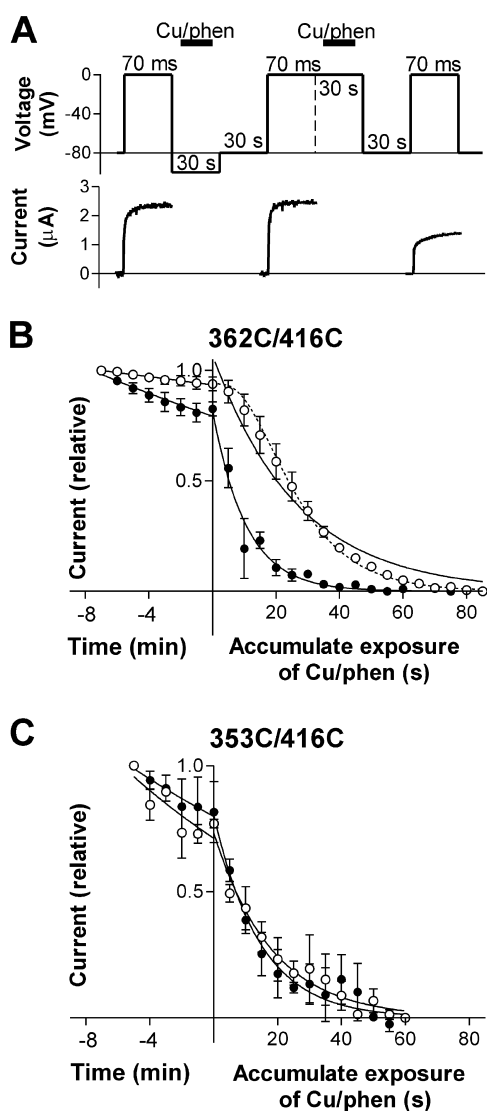 A
Cu/phen Cu/phen
70 ms 70 ms 70 ms
0
30 s
-40
30 s 30 s
-80
30 s
Voltage
(mV)
3
2
1
0
Current
(µA)
B
362C/416C
1.0
0.5
Current (relative)
-8 -4 20 40 60 80
Time (min) Accumulate exposure
of Cu/phen (s)
C
353C/416C
1.0
0.5
Current (relative)
-8 -4 20 40 60 80
Time (min) Accumulate exposure
of Cu/phen (s)